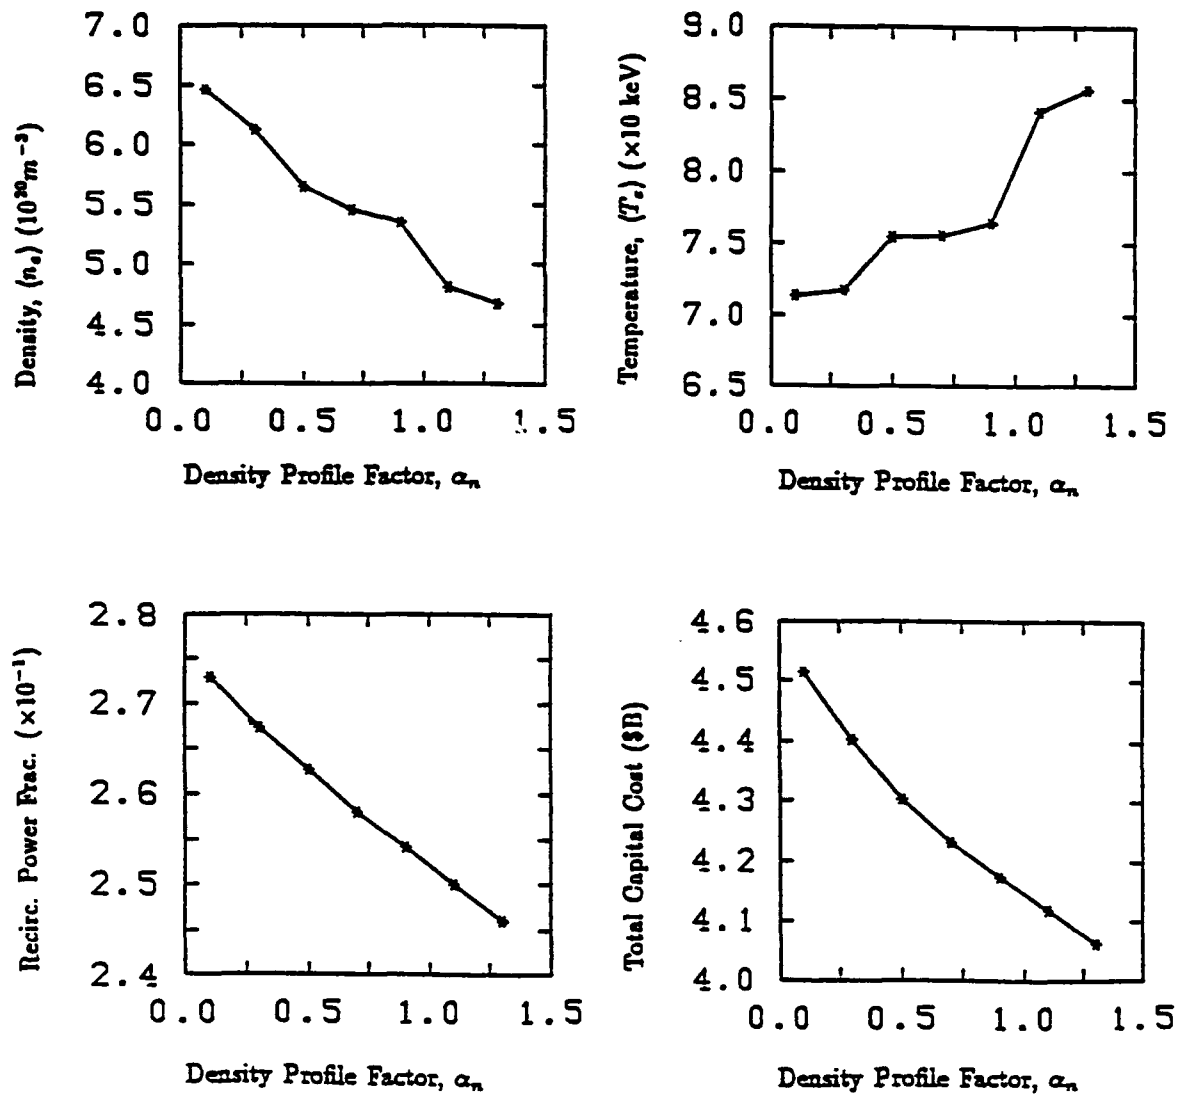 7.0
6.5
6.0
5.5
5.0
4.5
4.0
0.0 0.5 1.0 1.5
Density, ⟨nₑ⟩ (10²⁰m⁻³)
Density Profile Factor, αₙ
9.0
8.5
8.0
7.5
7.0
6.5
0.0 0.5 1.0 1.5
Temperature, ⟨Tₑ⟩ (×10 keV)
Density Profile Factor, αₙ
2.8
2.7
2.6
2.5
2.4
0.0 0.5 1.0 1.5
Recirc. Power Frac. (×10⁻¹)
Density Profile Factor, αₙ
4.6
4.5
4.4
4.3
4.2
4.1
4.0
0.0 0.5 1.0 1.5
Total Capital Cost ($B)
Density Profile Factor, αₙ